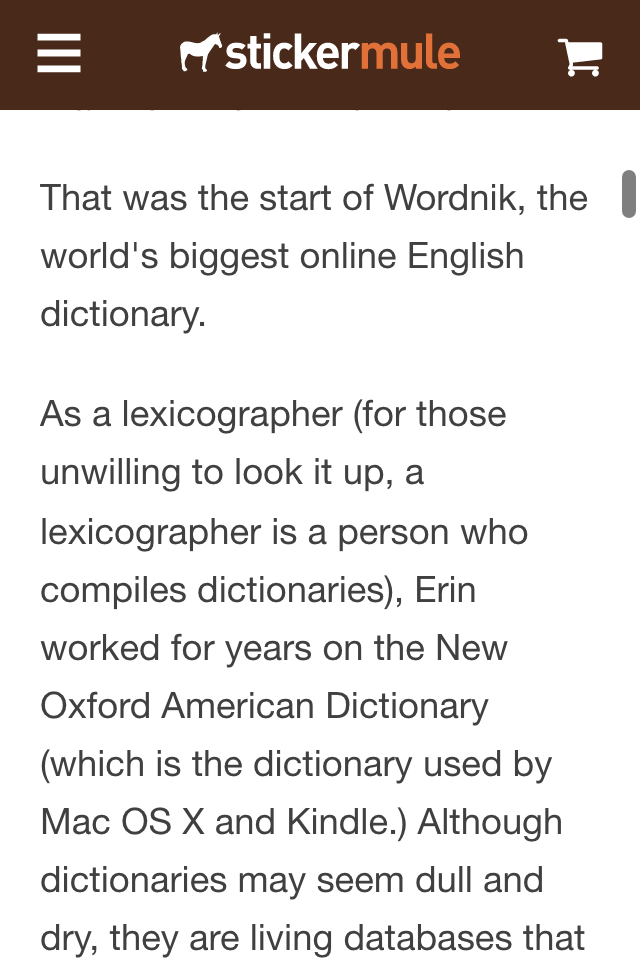 stickermule
That was the start of Wordnik, the
world's biggest online English
dictionary.
As a lexicographer (for those
unwilling to look it up, a
lexicographer is a person who
compiles dictionaries), Erin
worked for years on the New
Oxford American Dictionary
(which is the dictionary used by
Mac OS X and Kindle.) Although
dictionaries may seem dull and
dry, they are living databases that